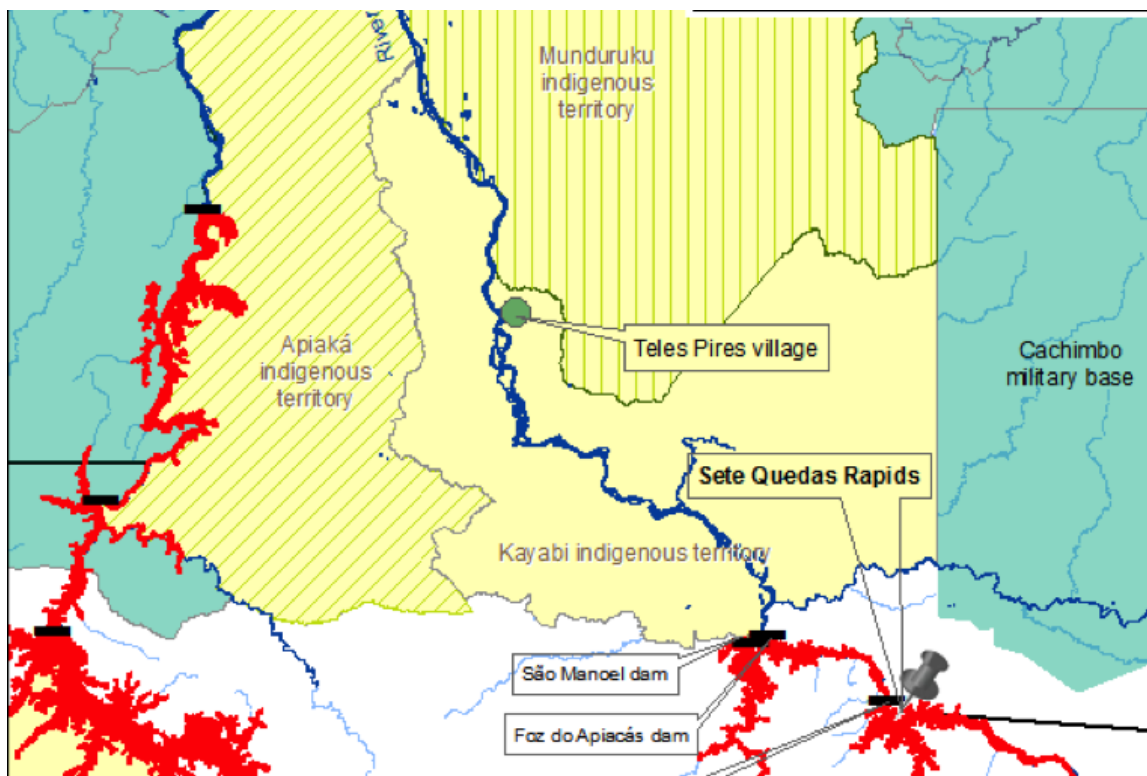 River
Munduruku
indigenous
territory
Apiaká
indigenous
territory
Teles Pires village
Cachimbo
military base
Sete Quedas Rapids
Kayabi indigenous territory
São Manoel dam
Foz do Apiacás dam